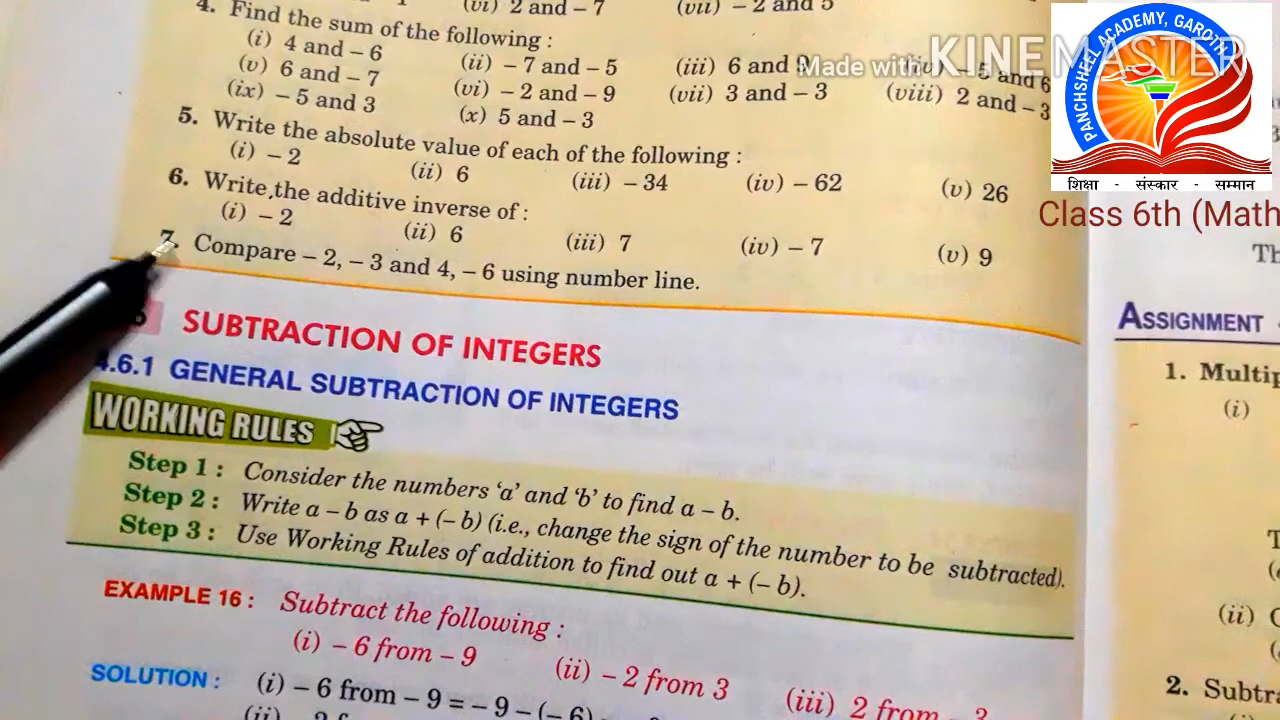 (vi) 2 and – 7 (vii) – 2 and 5
4. Find the sum of the following :
(i) 4 and – 6 (ii) – 7 and – 5 (iii) 6 and 9 (iv) – 5 and 6
(v) 6 and – 7 (vi) – 2 and – 9 (vii) 3 and – 3 (viii) 2 and – 3
(ix) – 5 and 3 (x) 5 and – 3
5. Write the absolute value of each of the following :
(i) – 2 (ii) 6 (iii) – 34 (iv) – 62 (v) 26
6. Write the additive inverse of :
(i) – 2 (ii) 6 (iii) 7 (iv) – 7 (v) 9
7. Compare – 2, – 3 and 4, – 6 using number line.
SUBTRACTION OF INTEGERS
4.6.1 GENERAL SUBTRACTION OF INTEGERS
WORKING RULES
Step 1 : Consider the numbers ‘a’ and ‘b’ to find a – b.
Step 2 : Write a – b as a + (– b) (i.e., change the sign of the number to be subtracted).
Step 3 : Use Working Rules of addition to find out a + (– b).
EXAMPLE 16 : Subtract the following :
(i) – 6 from – 9 (ii) – 2 from 3 (iii) 2 from
SOLUTION : (i) – 6 from – 9 = – 9 – (– 6)
(ii)
Made with KINEMASTER
PANCHSHEEL ACADEMY, GAROTH
शिक्षा - संस्कार - सम्मान
Class 6th (Math
Th
ASSIGNMENT
1. Multip
(i)
(ii)
2. Subtra